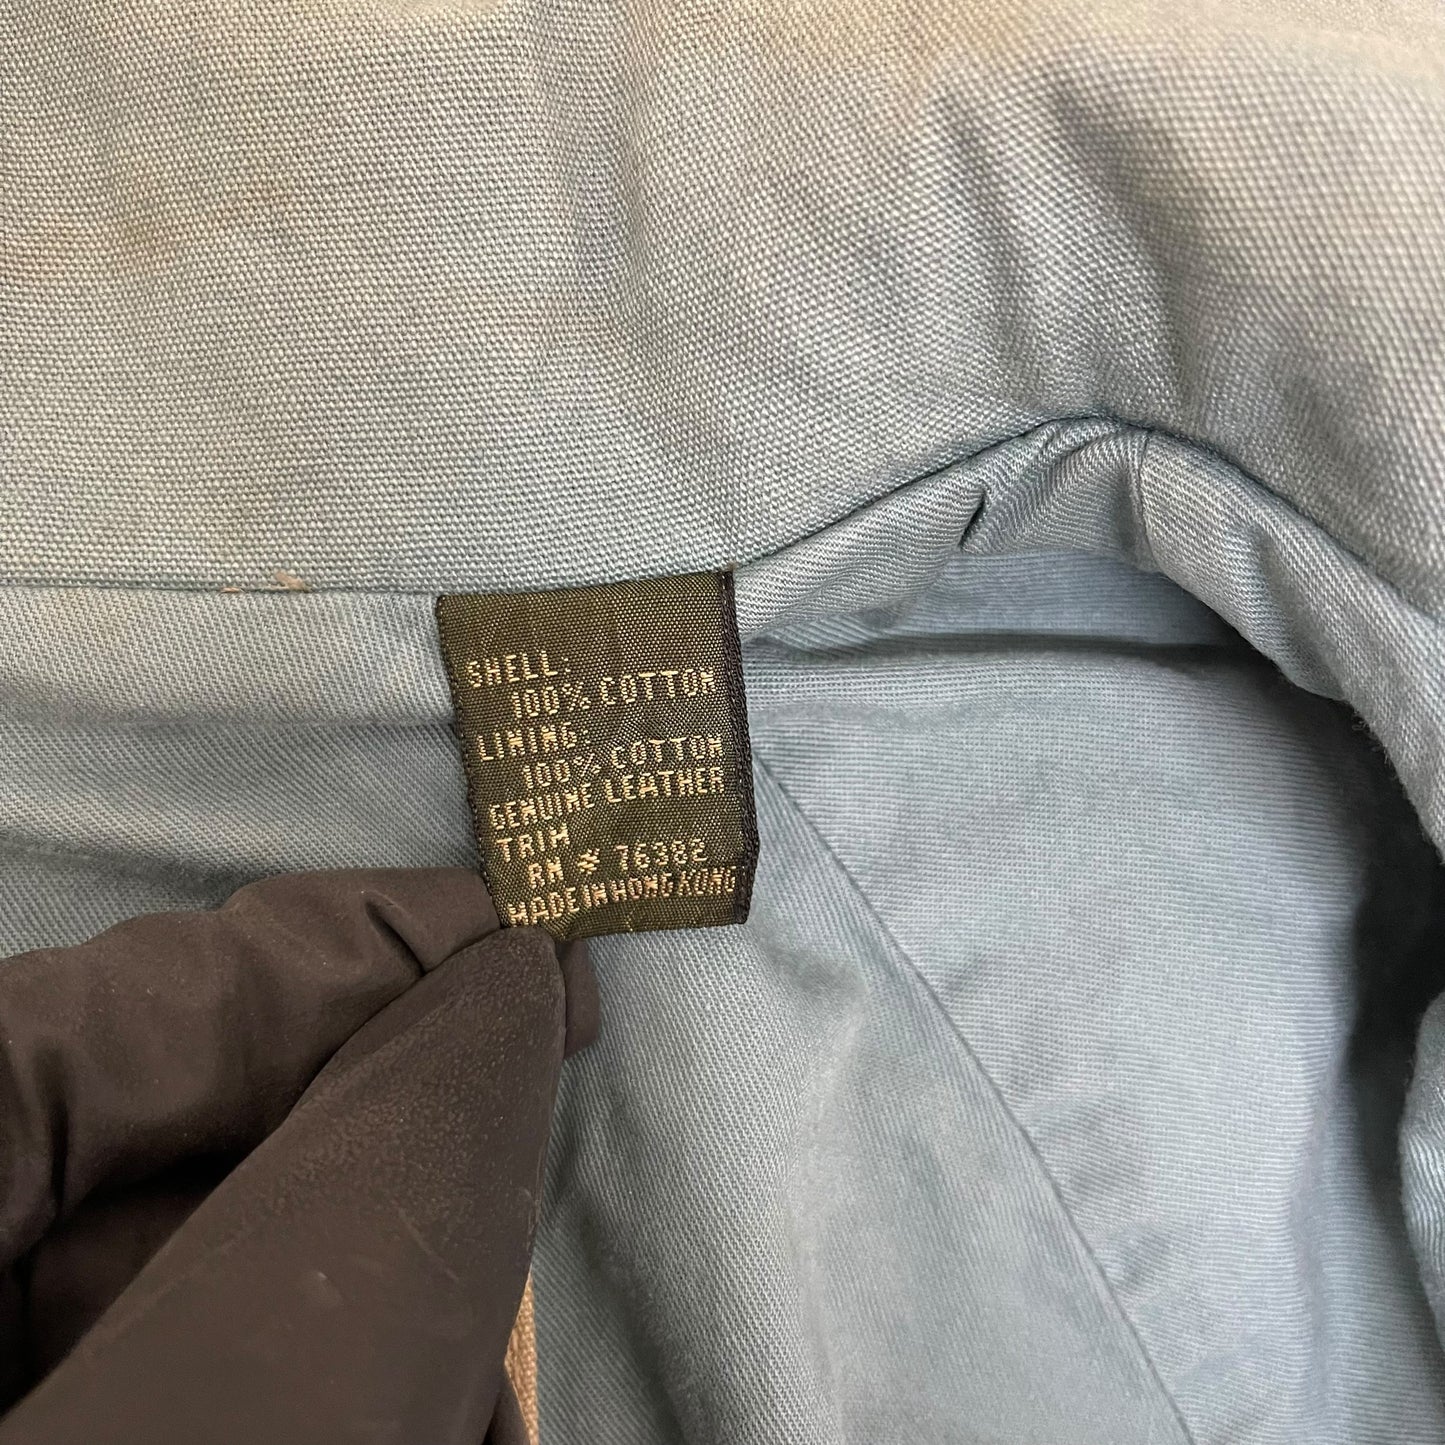 SHELL:
100% COTTON
LINING:
100% COTTON
GENUINE LEATHER
TRIM
RN # 76382
MADE IN HONG KONG